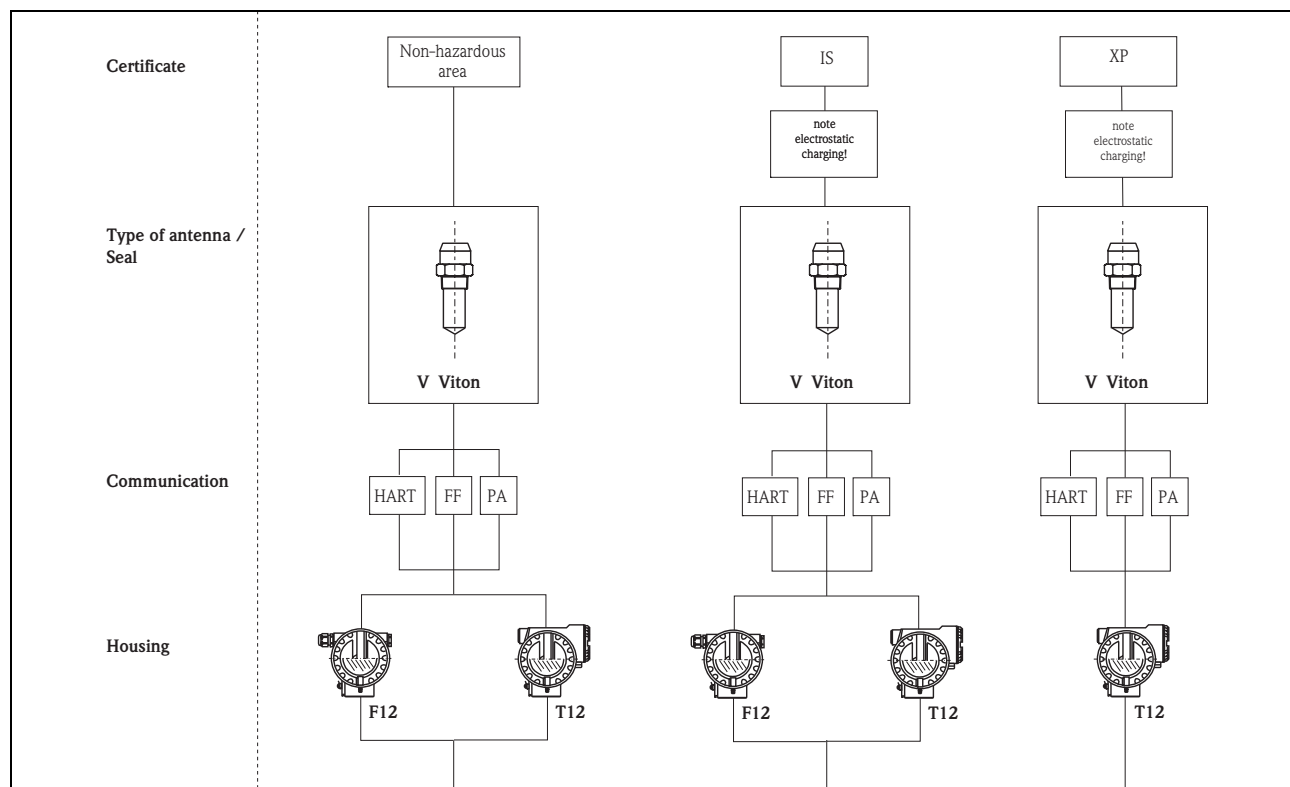 Certificate
Non-hazardous
area
IS
XP
note
electrostatic
charging!
note
electrostatic
charging!
Type of antenna /
Seal
V Viton
V Viton
V Viton
Communication
HART
FF
PA
HART
FF
PA
HART
FF
PA
Housing
F12
T12
F12
T12
T12